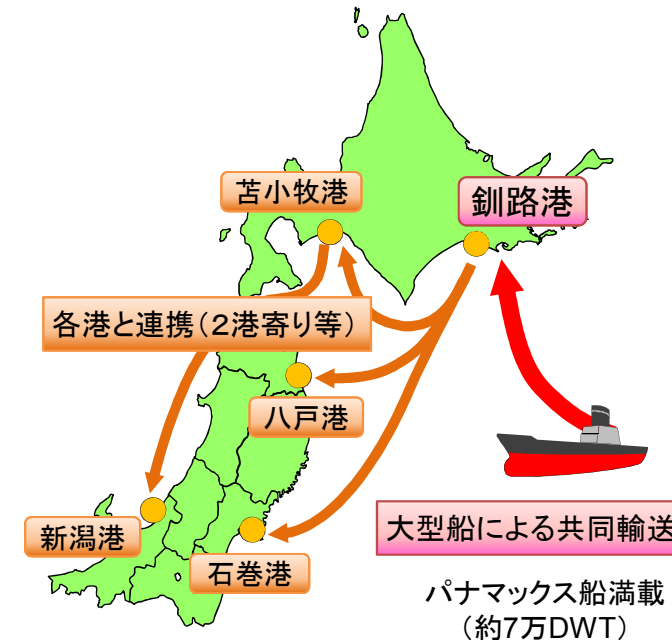 苫小牧港
釧路港
各港と連携（２港寄り等）
八戸港
新潟港
石巻港
大型船による共同輸送
パナマックス船満載
（約7万DWT）